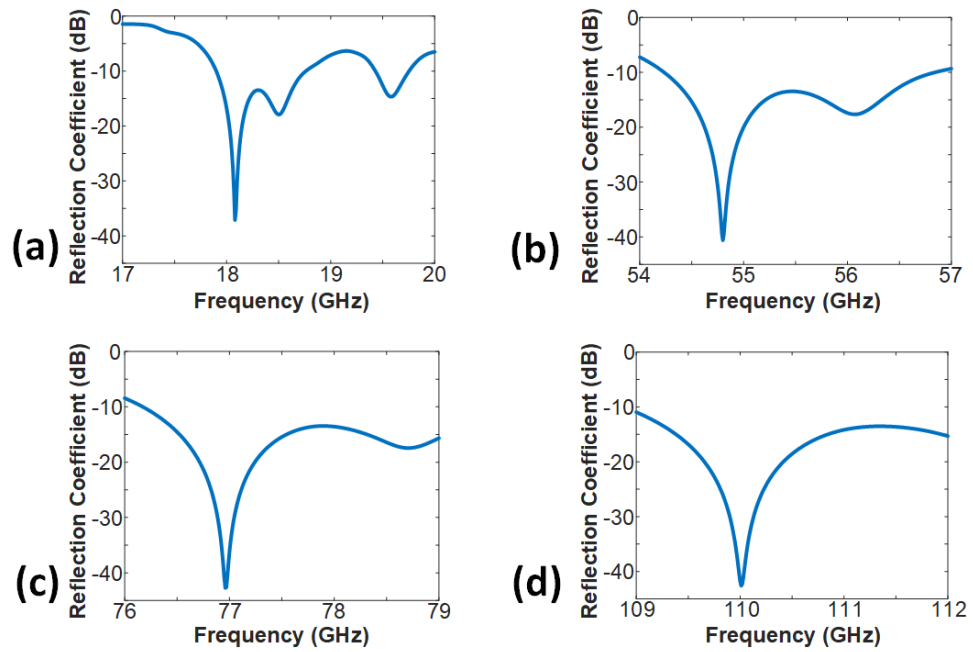 (a)
Reflection Coefficient (dB)
0
-10
-20
-30
-40
17 18 19 20
Frequency (GHz)
(b)
Reflection Coefficient (dB)
0
-10
-20
-30
-40
54 55 56 57
Frequency (GHz)
(c)
Reflection Coefficient (dB)
0
-10
-20
-30
-40
76 77 78 79
Frequency (GHz)
(d)
Reflection Coefficient (dB)
0
-10
-20
-30
-40
109 110 111 112
Frequency (GHz)